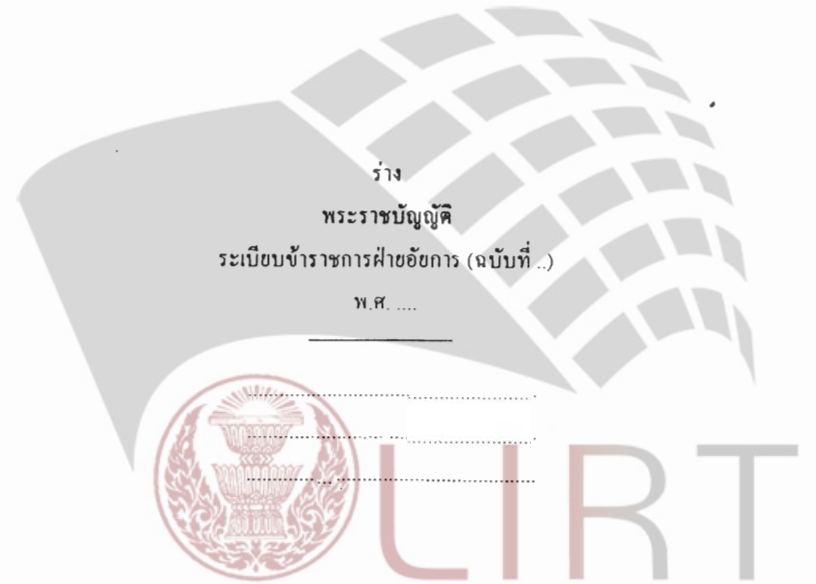 ร่าง
พระราชบัญญัติ
ระเบียบข้าราชการฝ่ายอัยการ (ฉบับที่ ..)
พ.ศ. ....
LIRT